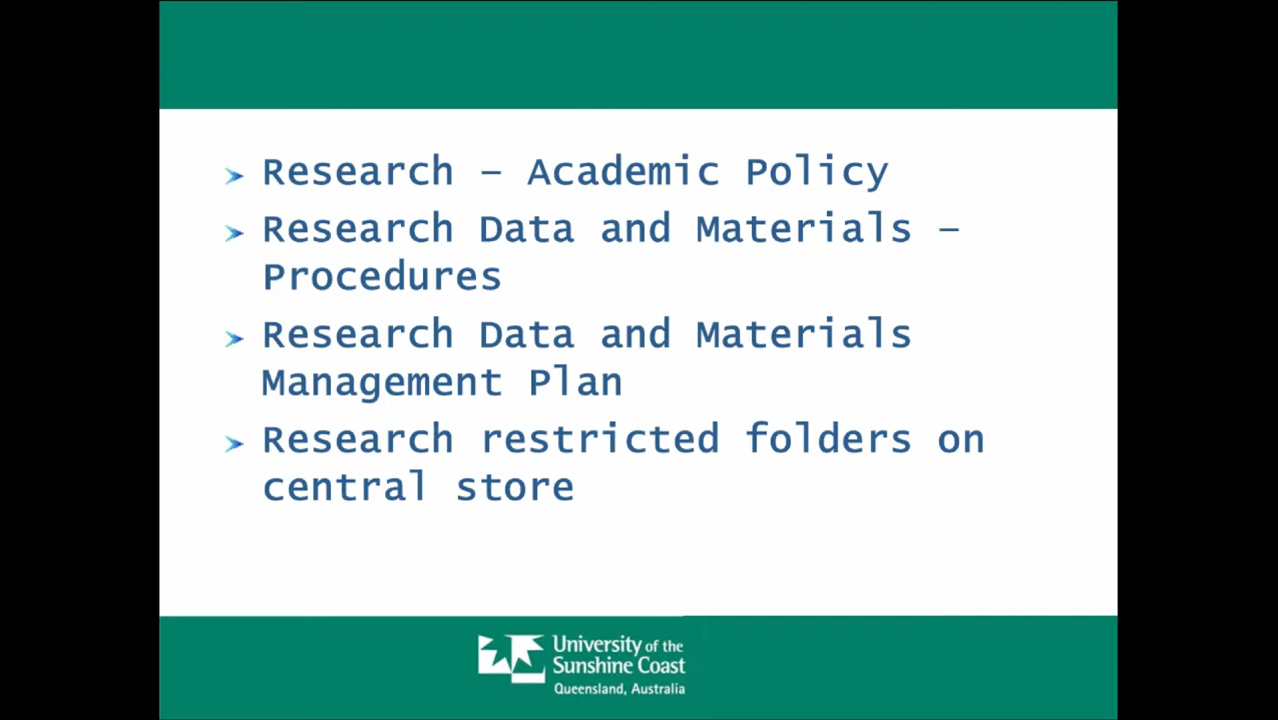 Research – Academic Policy
Research Data and Materials –
Procedures
Research Data and Materials
Management Plan
Research restricted folders on
central store
University of the
Sunshine Coast
Queensland, Australia